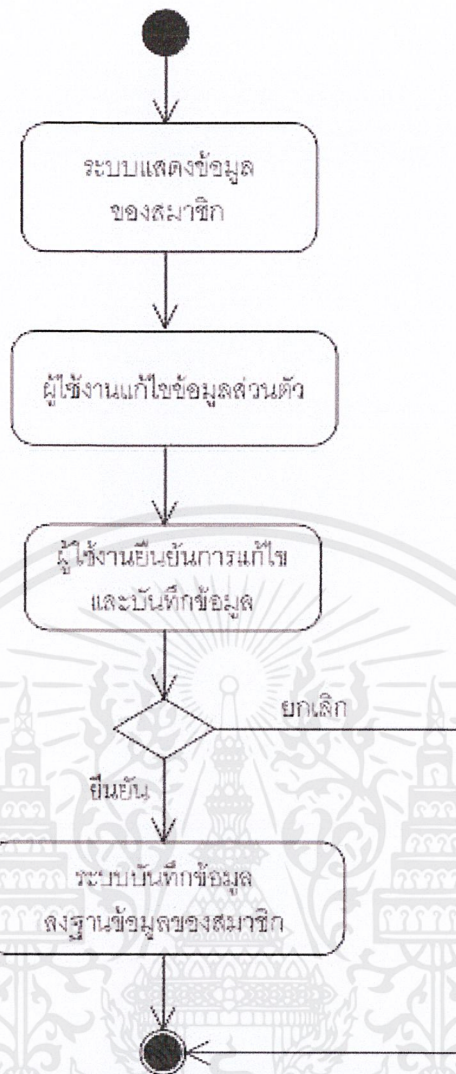 ระบบแสดงข้อมูล
ของสมาชิก
ผู้ใช้งานแก้ไขข้อมูลส่วนตัว
ผู้ใช้งานยืนยันการแก้ไข
และบันทึกข้อมูล
ยกเลิก
ยืนยัน
ระบบบันทึกข้อมูล
ลงฐานข้อมูลของสมาชิก